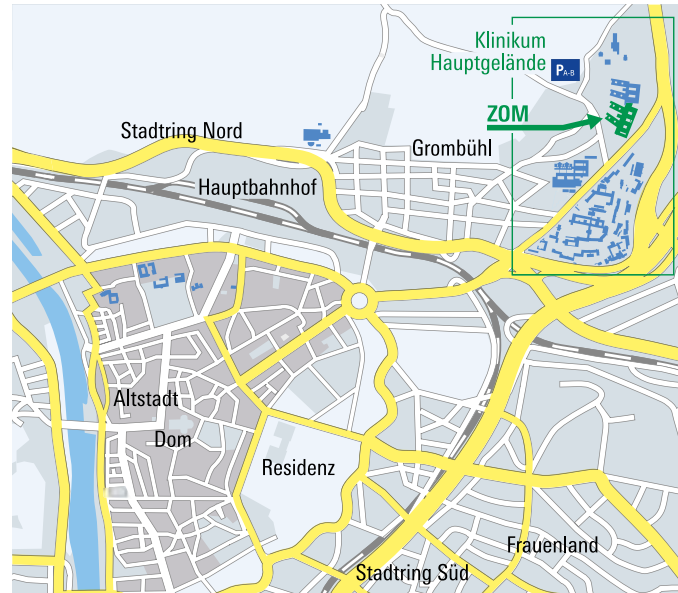 Klinikum
Hauptgelände
PA-B
ZOM
Stadtring Nord
Grombühl
Hauptbahnhof
Altstadt
Dom
Residenz
Frauenland
Stadtring Süd